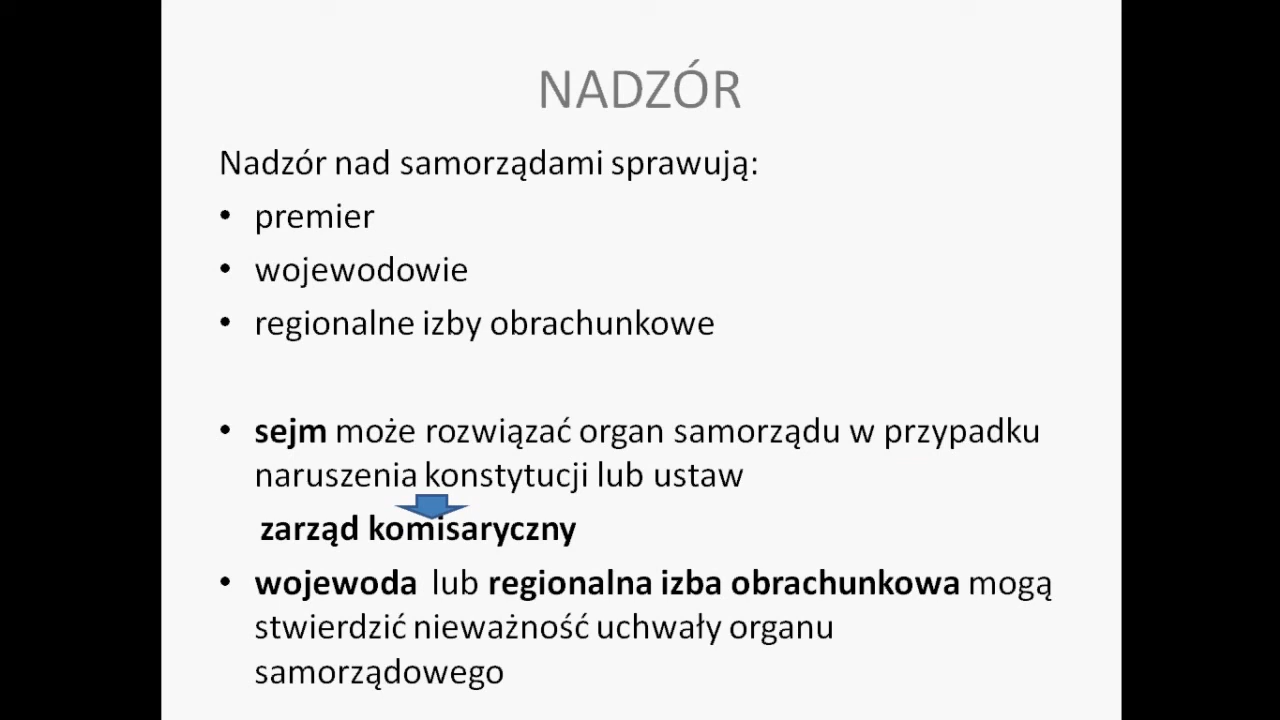 NADZÓR
Nadzór nad samorządami sprawują:
• premier
• wojewodowie
• regionalne izby obrachunkowe
• sejm może rozwiązać organ samorządu w przypadku
naruszenia konstytucji lub ustaw
zarząd komisaryczny
• wojewoda lub regionalna izba obrachunkowa mogą
stwierdzić nieważność uchwały organu
samorządowego